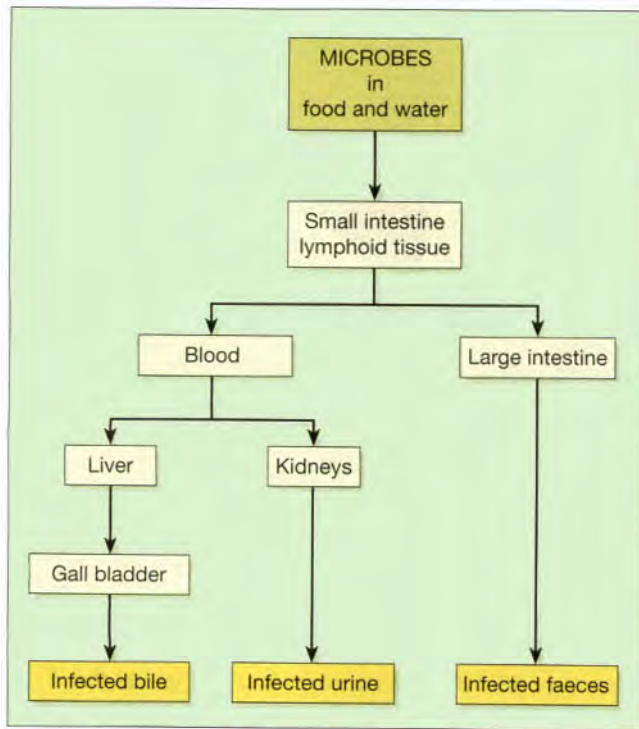 MICROBES
in
food and water
Small intestine
lymphoid tissue
Blood
Large intestine
Liver
Kidneys
Gall bladder
Infected bile
Infected urine
Infected faeces